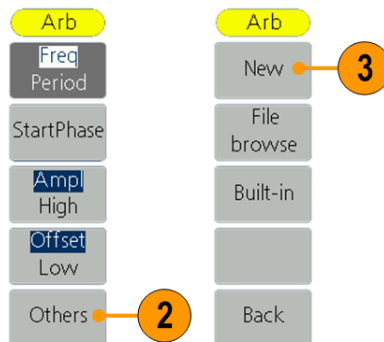 Arb
Freq
Period
StartPhase
Ampl
High
Offset
Low
Others
2
Arb
New
3
File
browse
Built-in
Back